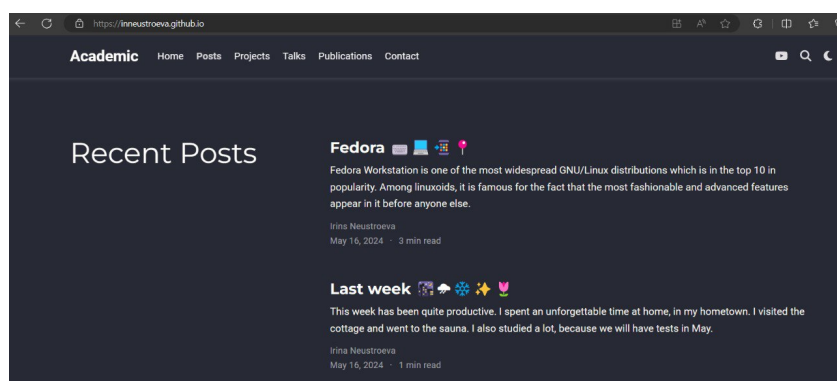 https://inneustroeva.github.io
Academic Home Posts Projects Talks Publications Contact
Recent Posts
Fedora
Fedora Workstation is one of the most widespread GNU/Linux distributions which is in the top 10 in
popularity. Among linuxoids, it is famous for the fact that the most fashionable and advanced features
appear in it before anyone else.
Irins Neustroeva
May 16, 2024 · 3 min read
Last week
This week has been quite productive. I spent an unforgettable time at home, in my hometown. I visited the
cottage and went to the sauna. I also studied a lot, because we will have tests in May.
Irina Neustroeva
May 16, 2024 · 1 min read